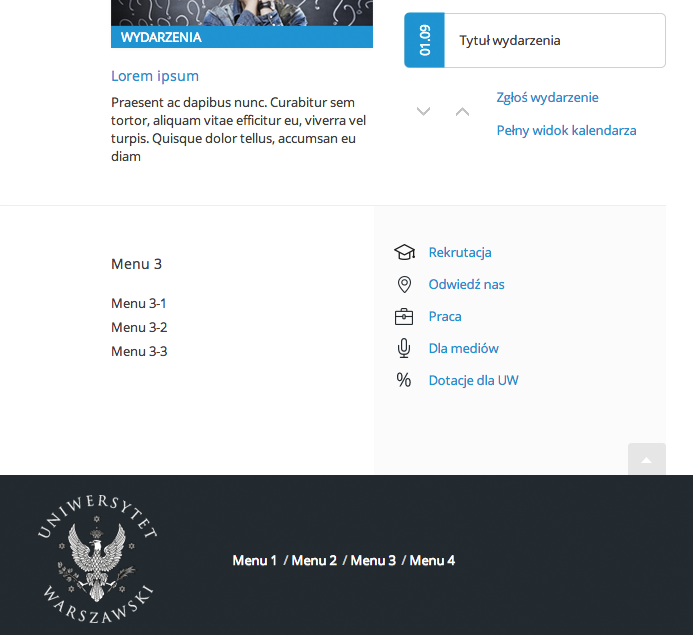 WYDARZENIA
Lorem ipsum
Praesent ac dapibus nunc. Curabitur sem
tortor, aliquam vitae efficitur eu, viverra vel
turpis. Quisque dolor tellus, accumsan eu
diam
01.09
Tytuł wydarzenia
Zgłoś wydarzenie
Pełny widok kalendarza
Menu 3
Menu 3-1
Menu 3-2
Menu 3-3
Rekrutacja
Odwiedź nas
Praca
Dla mediów
% Dotacje dla UW
UNIWERSYTET
WARSZAWSKI
Menu 1 / Menu 2 / Menu 3 / Menu 4